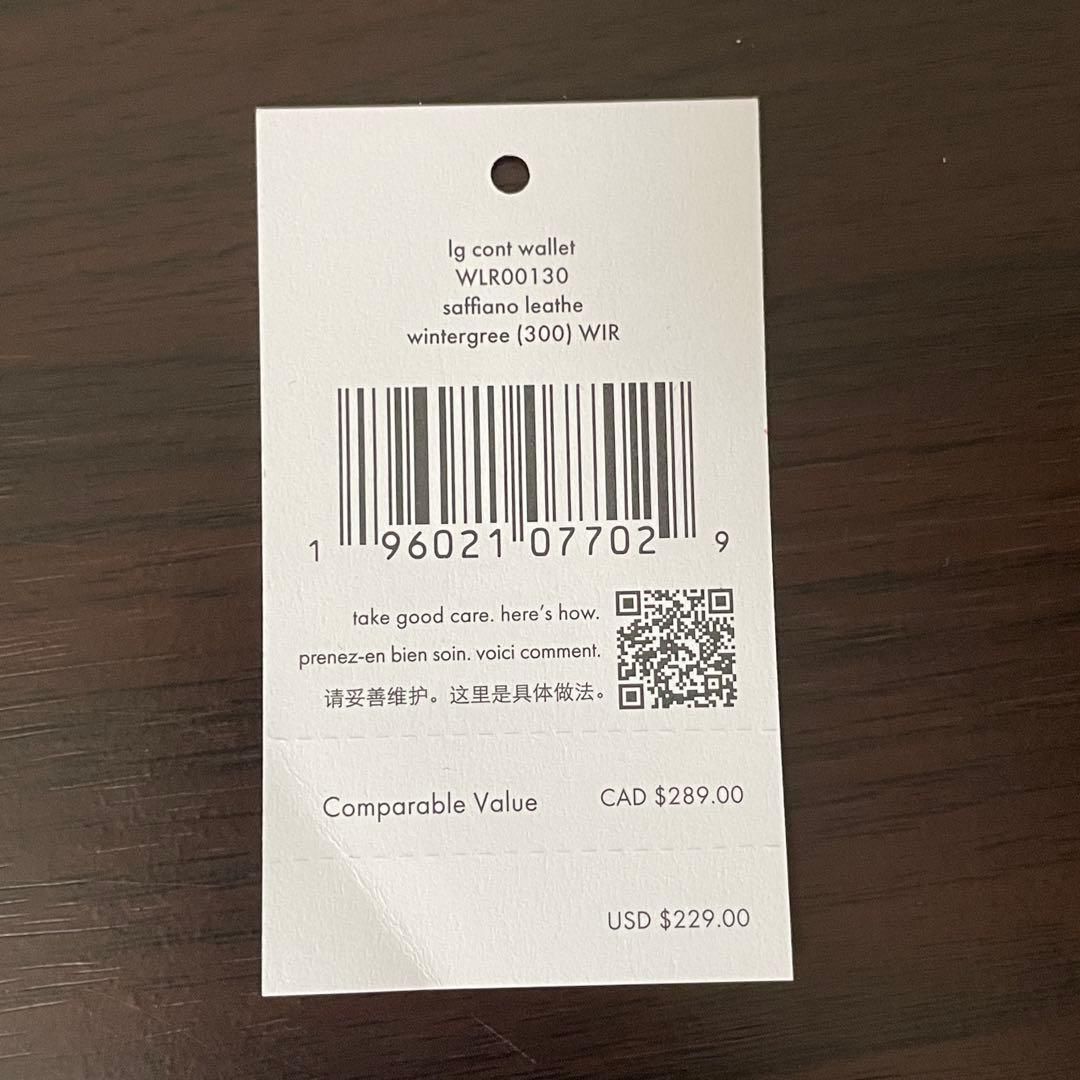 lg cont wallet
WLR00130
saffiano leathe
wintergree (300) WIR
1 96021 07702 9
take good care. here's how.
prenez-en bien soin. voici comment.
请妥善维护。这里是具体做法。
Comparable Value CAD $289.00
USD $229.00